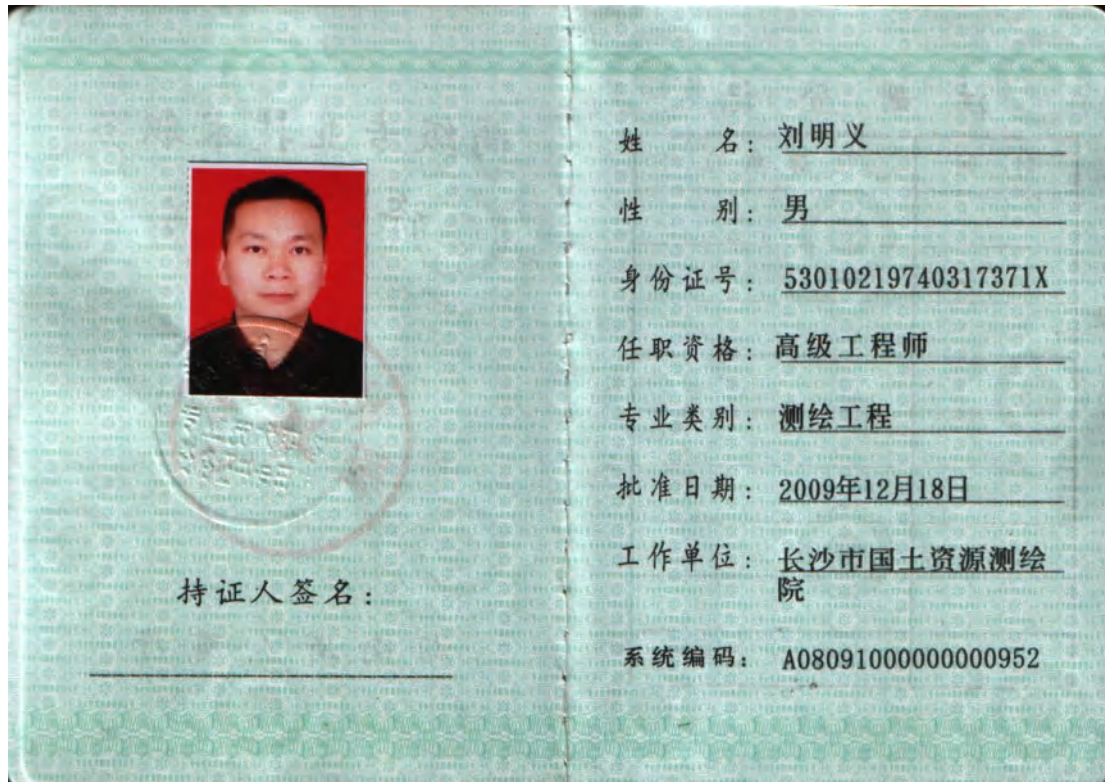 持证人签名：
姓名：刘明义
性别：男
身份证号：53010219740317371X
任职资格：高级工程师
专业类别：测绘工程
批准日期：2009年12月18日
工作单位：长沙市国土资源测绘
院
系统编码：A08091000000000952